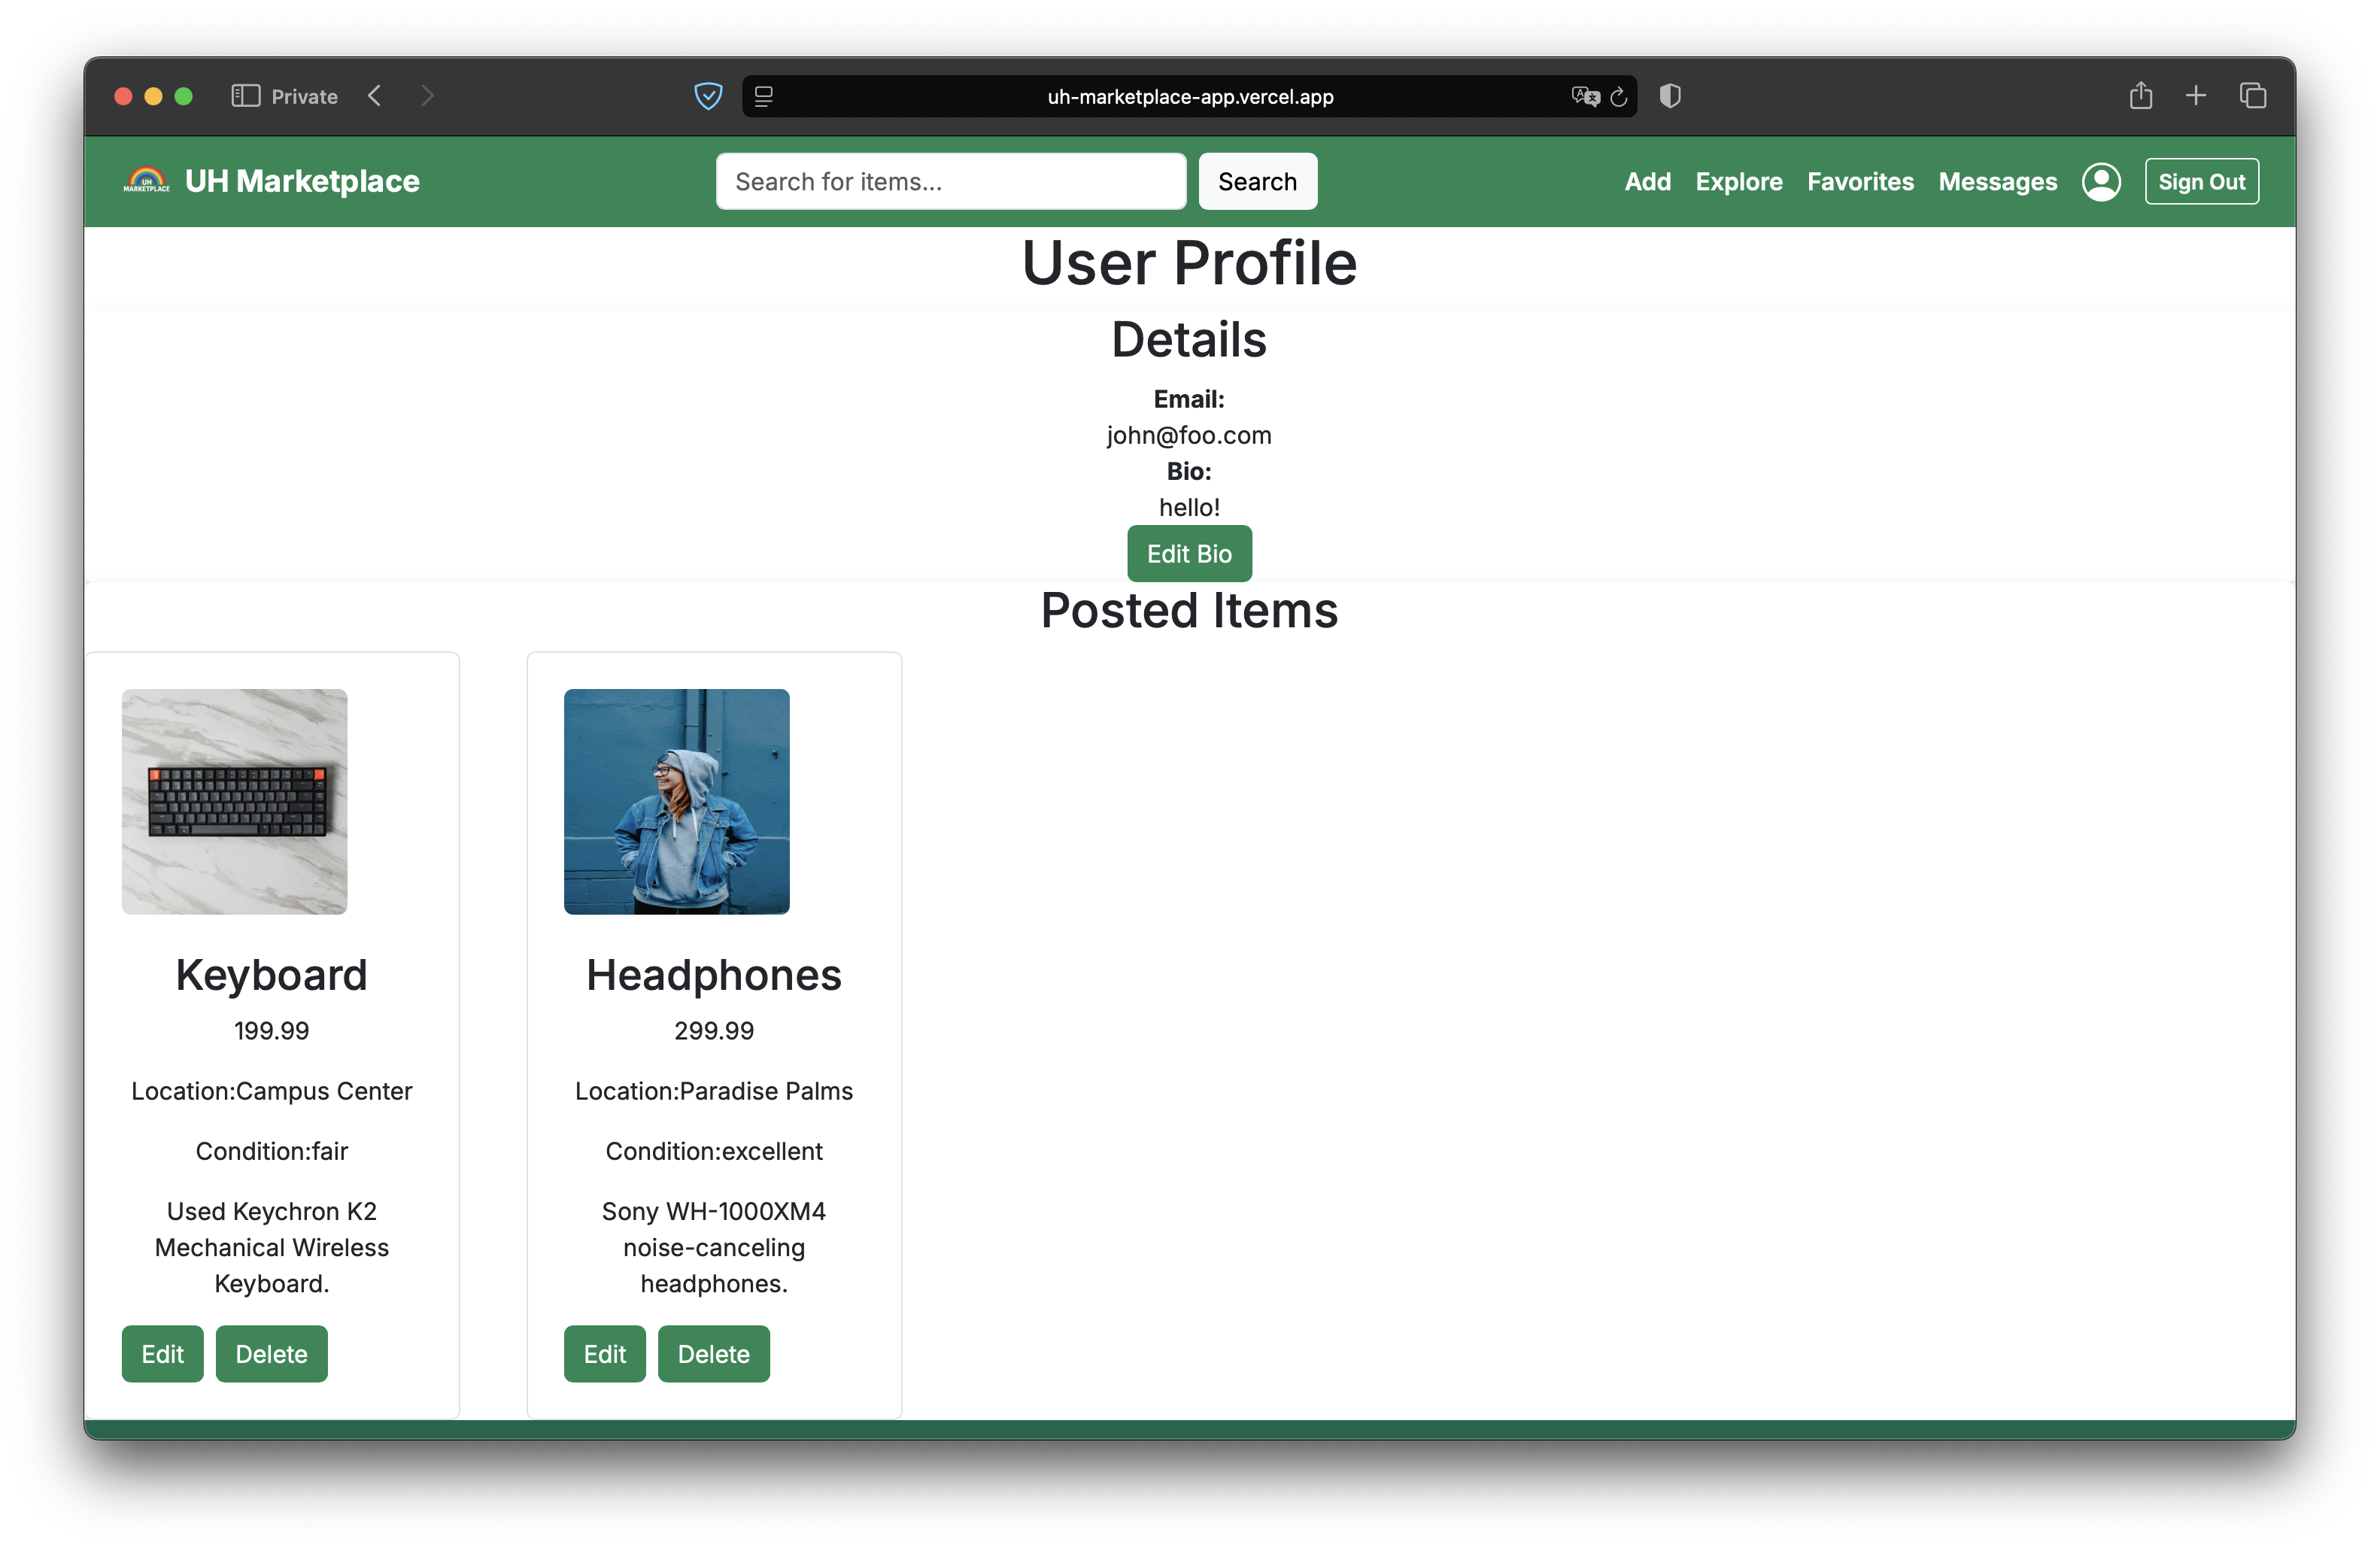 Private
uh-marketplace-app.vercel.app
UH
MARKETPLACE
UH Marketplace
Search for items...
Search
Add
Explore
Favorites
Messages
Sign Out
User Profile
Details
Email:
john@foo.com
Bio:
hello!
Edit Bio
Posted Items
Keyboard
199.99
Location:Campus Center
Condition:fair
Used Keychron K2
Mechanical Wireless
Keyboard.
Edit
Delete
Headphones
299.99
Location:Paradise Palms
Condition:excellent
Sony WH-1000XM4
noise-canceling
headphones.
Edit
Delete